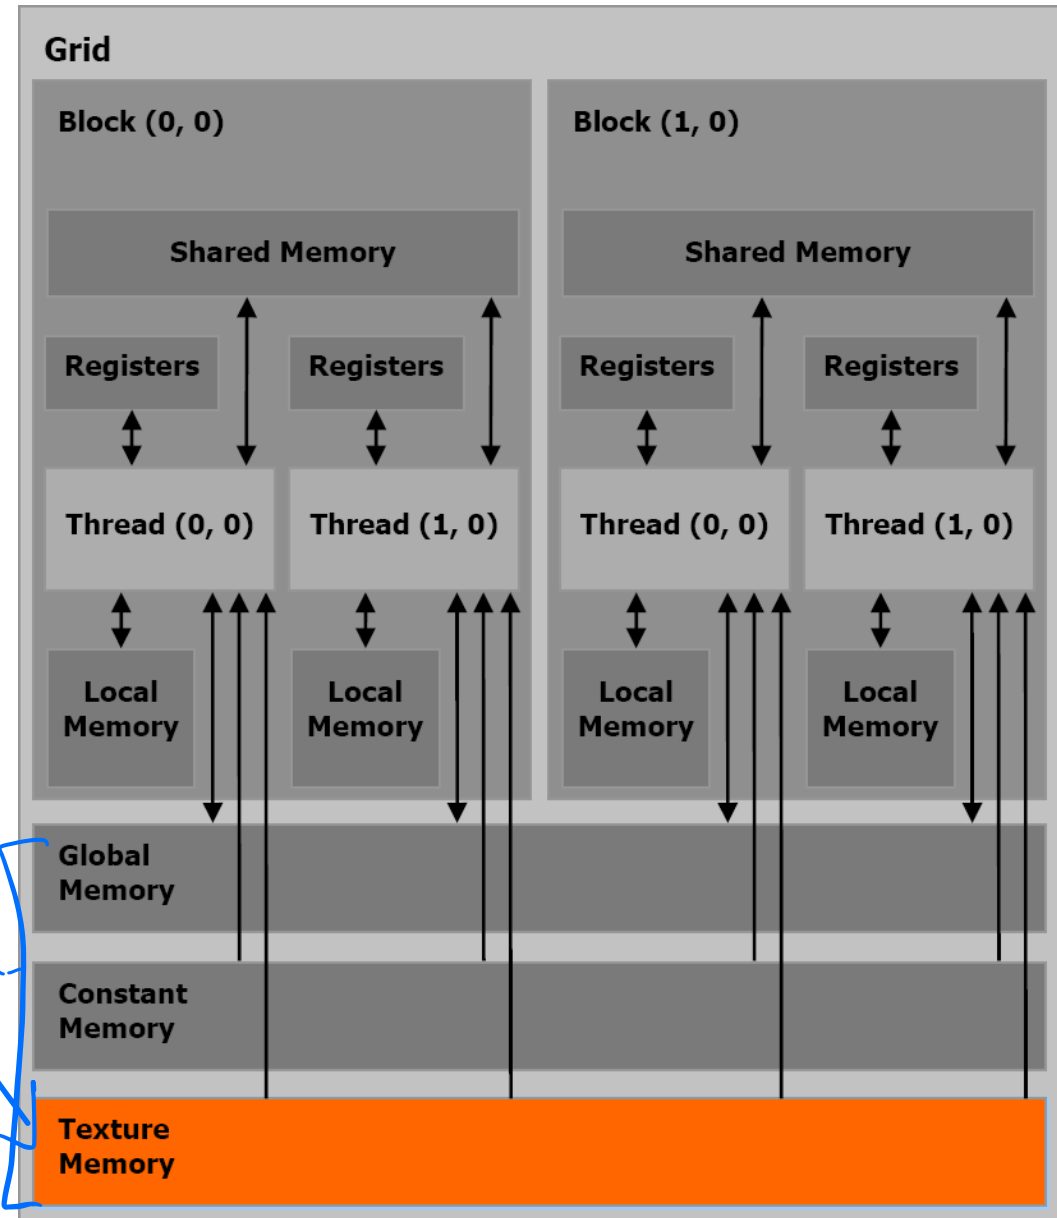 Grid
Block (0, 0)
Block (1, 0)
Shared Memory
Shared Memory
Registers
Registers
Registers
Registers
Thread (0, 0)
Thread (1, 0)
Thread (0, 0)
Thread (1, 0)
Local
Memory
Local
Memory
Local
Memory
Local
Memory
Global
Memory
Constant
Memory
Texture
Memory